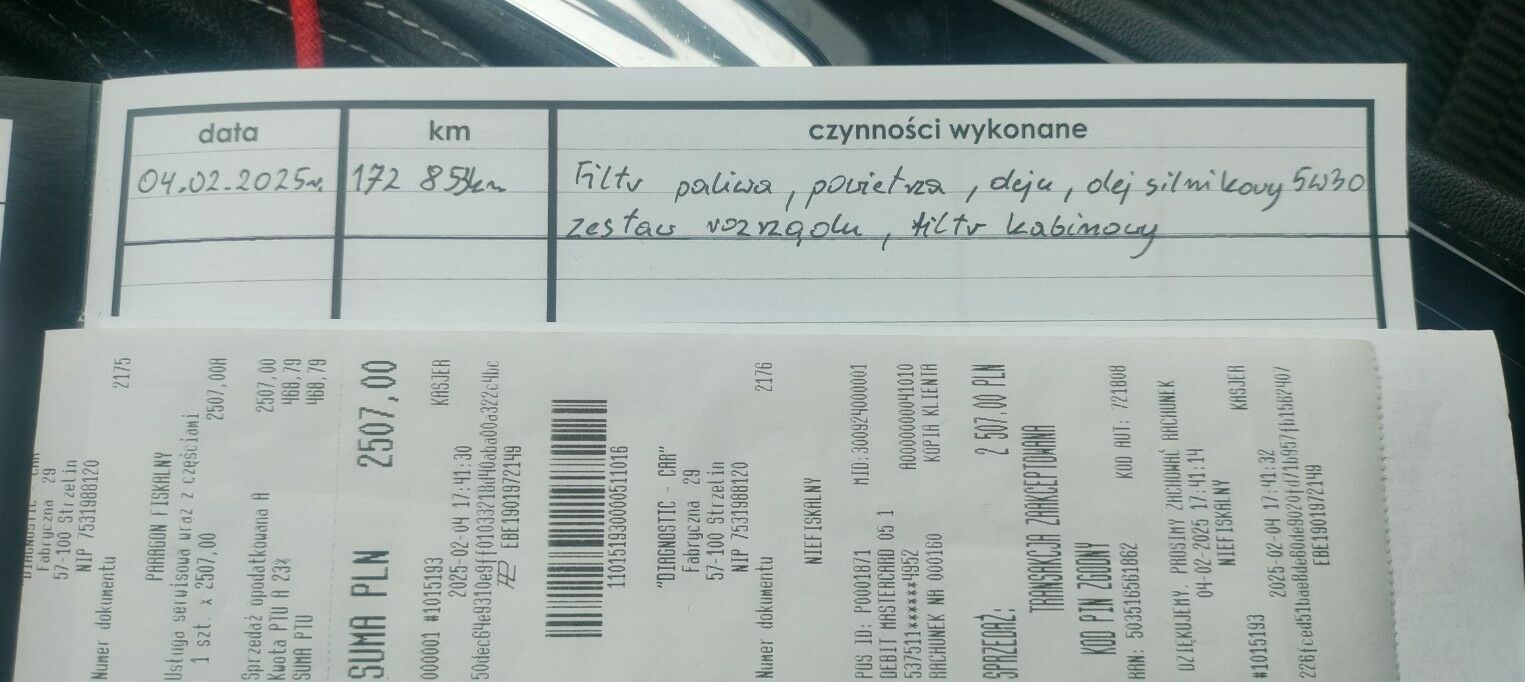 data km czynności wykonane
04.02.2025r. 172 853km Filtr paliwa, powietrza, oleju, olej silnikowy 5W30
zestaw rozrządu, filtr kabinowy
Fabryczna 29
57-100 Strzelin
NIP 7531988120
Numer dokumentu 2175
PARAGON FISKALNY
Usługa serwisowa wraz z częściami
1 szt. x 2507,00 2507,00A
Sprzedaż opodatkowana A 2507,00
Kwota PTU A 23% 468,79
SUMA PTU 468,79
SUMA PLN 2507,00
000001 #1015193 KASJER
2025-02-04 17:41:30
EBE1901972149
1101519300000511016
"DIAGNOSTIC - CAR"
Fabryczna 29
57-100 Strzelin
NIP 7531988120
Numer dokumentu 2176
NIEFISKALNY
POS ID: P0001871 MID:300924000001
DEBIT MASTERCARD 05 1
537511******4952 A0000000041010
RACHUNEK NR 000160 KOPIA KLIENTA
SPRZEDAŻ: 2 507.00 PLN
TRANSAKCJA ZAAKCEPTOWANA
KOD PIN ZGODNY
RRN: 503516561862 KOD AUT: 721808
DZIĘKUJEMY. PROSIMY ZACHOWAĆ RACHUNEK
04-02-2025 17:41:14
NIEFISKALNY
#1015193 KASJER
2025-02-04 17:41:32
EBE1901972149